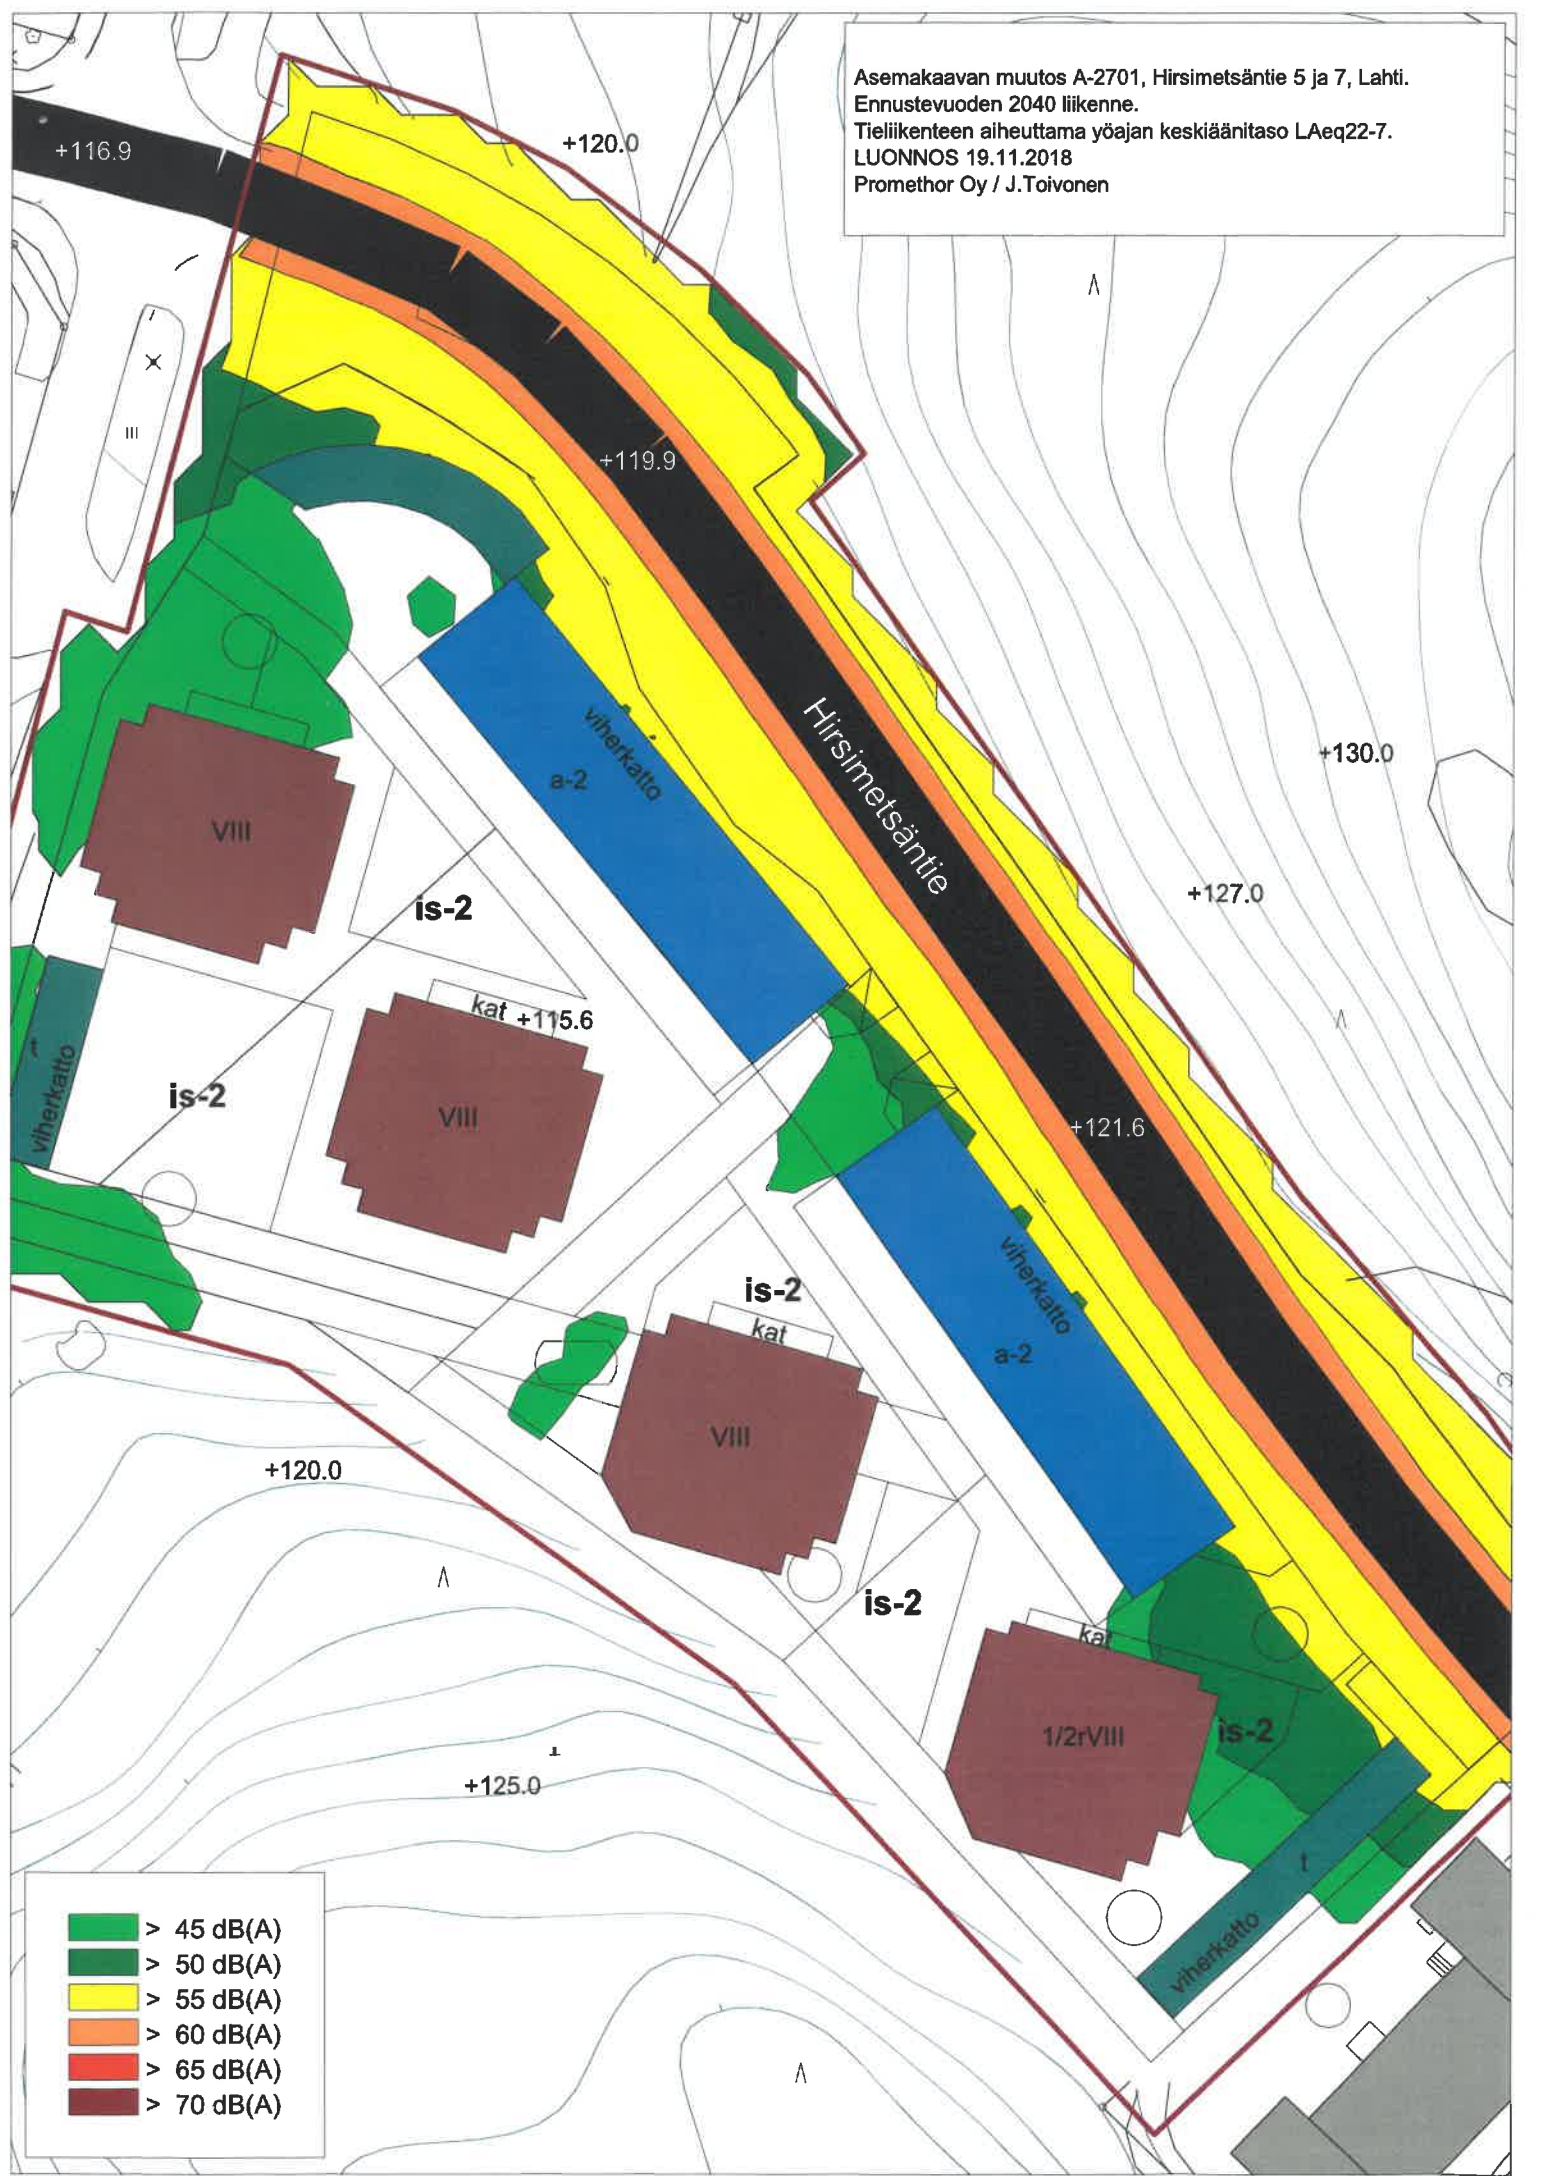 Asemakaavan muutos A-2701, Hirsimetsäntie 5 ja 7, Lahti.
Ennustevuoden 2040 liikenne.
Tieliikenteen aiheuttama yöajan keskiäänitaso LAeq22-7.
LUONNOS 19.11.2018
Promethor Oy / J.Toivonen
+116.9
+120.0
III
+119.9
Hirsimetsäntie
viherkatto
a-2
+130.0
VIII
+127.0
is-2
kat +115.6
viherkatto
is-2
VIII
+121.6
is-2
kat
viherkatto
a-2
VIII
+120.0
is-2
kat
1/2rVIII
is-2
+125.0
t
viherkatto
> 45 dB(A)
> 50 dB(A)
> 55 dB(A)
> 60 dB(A)
> 65 dB(A)
> 70 dB(A)